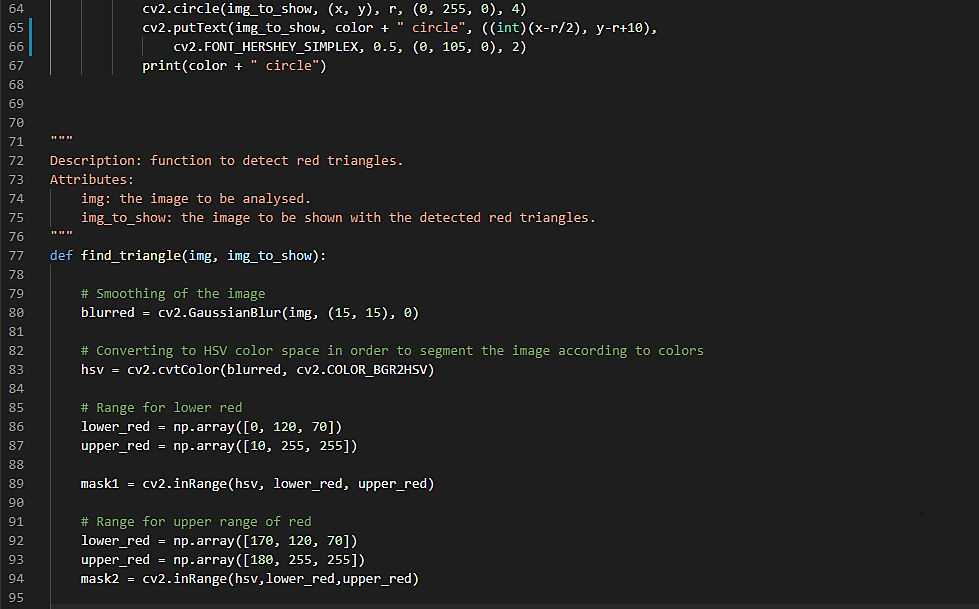 64 cv2.circle(img_to_show, (x, y), r, (0, 255, 0), 4)
65 cv2.putText(img_to_show, color + " circle", ((int)(x-r/2), y-r+10),
66 cv2.FONT_HERSHEY_SIMPLEX, 0.5, (0, 105, 0), 2)
67 print(color + " circle")
68
69
70
71 """
72 Description: function to detect red triangles.
73 Attributes:
74 img: the image to be analysed.
75 img_to_show: the image to be shown with the detected red triangles.
76 """
77 def find_triangle(img, img_to_show):
78
79 # Smoothing of the image
80 blurred = cv2.GaussianBlur(img, (15, 15), 0)
81
82 # Converting to HSV color space in order to segment the image according to colors
83 hsv = cv2.cvtColor(blurred, cv2.COLOR_BGR2HSV)
84
85 # Range for lower red
86 lower_red = np.array([0, 120, 70])
87 upper_red = np.array([10, 255, 255])
88
89 mask1 = cv2.inRange(hsv, lower_red, upper_red)
90
91 # Range for upper range of red
92 lower_red = np.array([170, 120, 70])
93 upper_red = np.array([180, 255, 255])
94 mask2 = cv2.inRange(hsv,lower_red,upper_red)
95